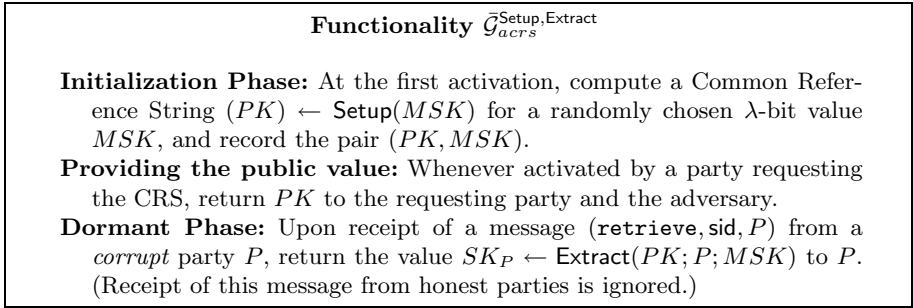 Functionality 𝒢̄_acrs^Setup,Extract
Initialization Phase: At the first activation, compute a Common Refer-
ence String (PK) ← Setup(MSK) for a randomly chosen λ-bit value
MSK, and record the pair (PK, MSK).
Providing the public value: Whenever activated by a party requesting
the CRS, return PK to the requesting party and the adversary.
Dormant Phase: Upon receipt of a message (retrieve, sid, P) from a
corrupt party P, return the value SK_P ← Extract(PK; P; MSK) to P.
(Receipt of this message from honest parties is ignored.)